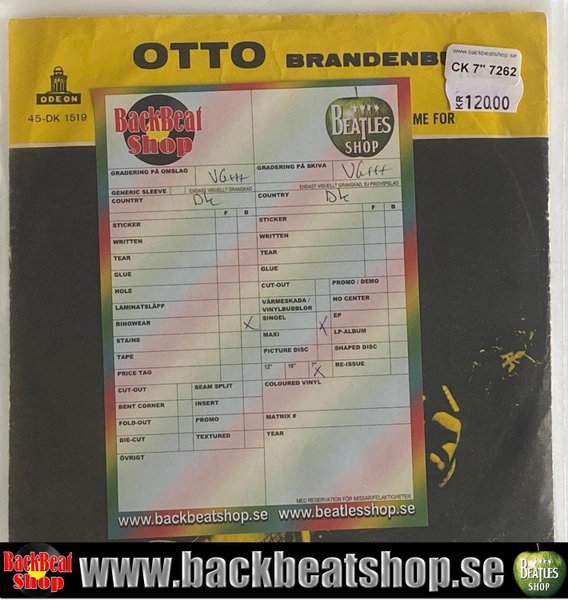 OTTO BRANDENBU
www.backbeatshop.se
CK 7" 7262
KR 120.00
ODEON
45-DK 1519
ME FOR
BackBeat
Shop
BEATLES
SHOP
GRADERING PÅ OMSLAG VG+++
GRADERING PÅ SKIVA VG+++
GENERIC SLEEVE ENDAST VISUELLT GRANSKAD
ENDAST VISUELLT GRANSKAD, EJ PROVSPELAD
COUNTRY DK
COUNTRY DK
F B
F B
STICKER
STICKER
WRITTEN
WRITTEN
TEAR
TEAR
GLUE
GLUE
HOLE
CUT-OUT
PROMO / DEMO
LAMINATSLÄPP
VÄRMESKADA /
VINYLBUBBLOR
NO CENTER
RINGWEAR X
SINGEL X
EP
STAINS
MAXI
LP-ALBUM
TAPE
PICTURE DISC
SHAPED DISC
PRICE TAG
12" 10" 7" X
RE-ISSUE
CUT-OUT
SEAM SPLIT
COLOURED VINYL
BENT CORNER
INSERT
FOLD-OUT
PROMO
MATRIX #
DIE-CUT
TEXTURED
YEAR
ÖVRIGT
MED RESERVATION FÖR MISSAR/FELAKTIGHETER.
www.backbeatshop.se www.beatlesshop.se
BackBeat
Shop
www.backbeatshop.se
BEATLES
SHOP